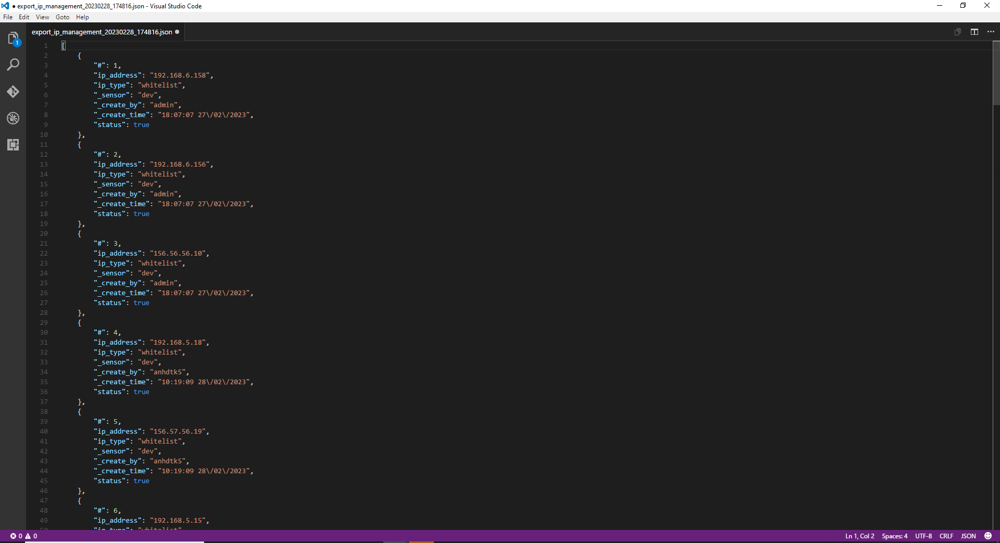 ● export_ip_management_20230228_174816.json - Visual Studio Code
File Edit View Goto Help
export_ip_management_20230228_174816.json ●
1
1 [
2 {
3 "#": 1,
4 "ip_address": "192.168.6.158",
5 "ip_type": "whitelist",
6 "_sensor": "dev",
7 "_create_by": "admin",
8 "_create_time": "18:07:07 27\/02\/2023",
9 "status": true
10 },
11 {
12 "#": 2,
13 "ip_address": "192.168.6.156",
14 "ip_type": "whitelist",
15 "_sensor": "dev",
16 "_create_by": "admin",
17 "_create_time": "18:07:07 27\/02\/2023",
18 "status": true
19 },
20 {
21 "#": 3,
22 "ip_address": "156.56.56.10",
23 "ip_type": "whitelist",
24 "_sensor": "dev",
25 "_create_by": "admin",
26 "_create_time": "18:07:07 27\/02\/2023",
27 "status": true
28 },
29 {
30 "#": 4,
31 "ip_address": "192.168.5.18",
32 "ip_type": "whitelist",
33 "_sensor": "dev",
34 "_create_by": "anhdtk5",
35 "_create_time": "10:19:09 28\/02\/2023",
36 "status": true
37 },
38 {
39 "#": 5,
40 "ip_address": "156.57.56.19",
41 "ip_type": "whitelist",
42 "_sensor": "dev",
43 "_create_by": "anhdtk5",
44 "_create_time": "10:19:09 28\/02\/2023",
45 "status": true
46 },
47 {
48 "#": 6,
49 "ip_address": "192.168.5.15",
50 "ip_type": "whitelist"
0 0 Ln 1, Col 2 Spaces: 4 UTF-8 CRLF JSON